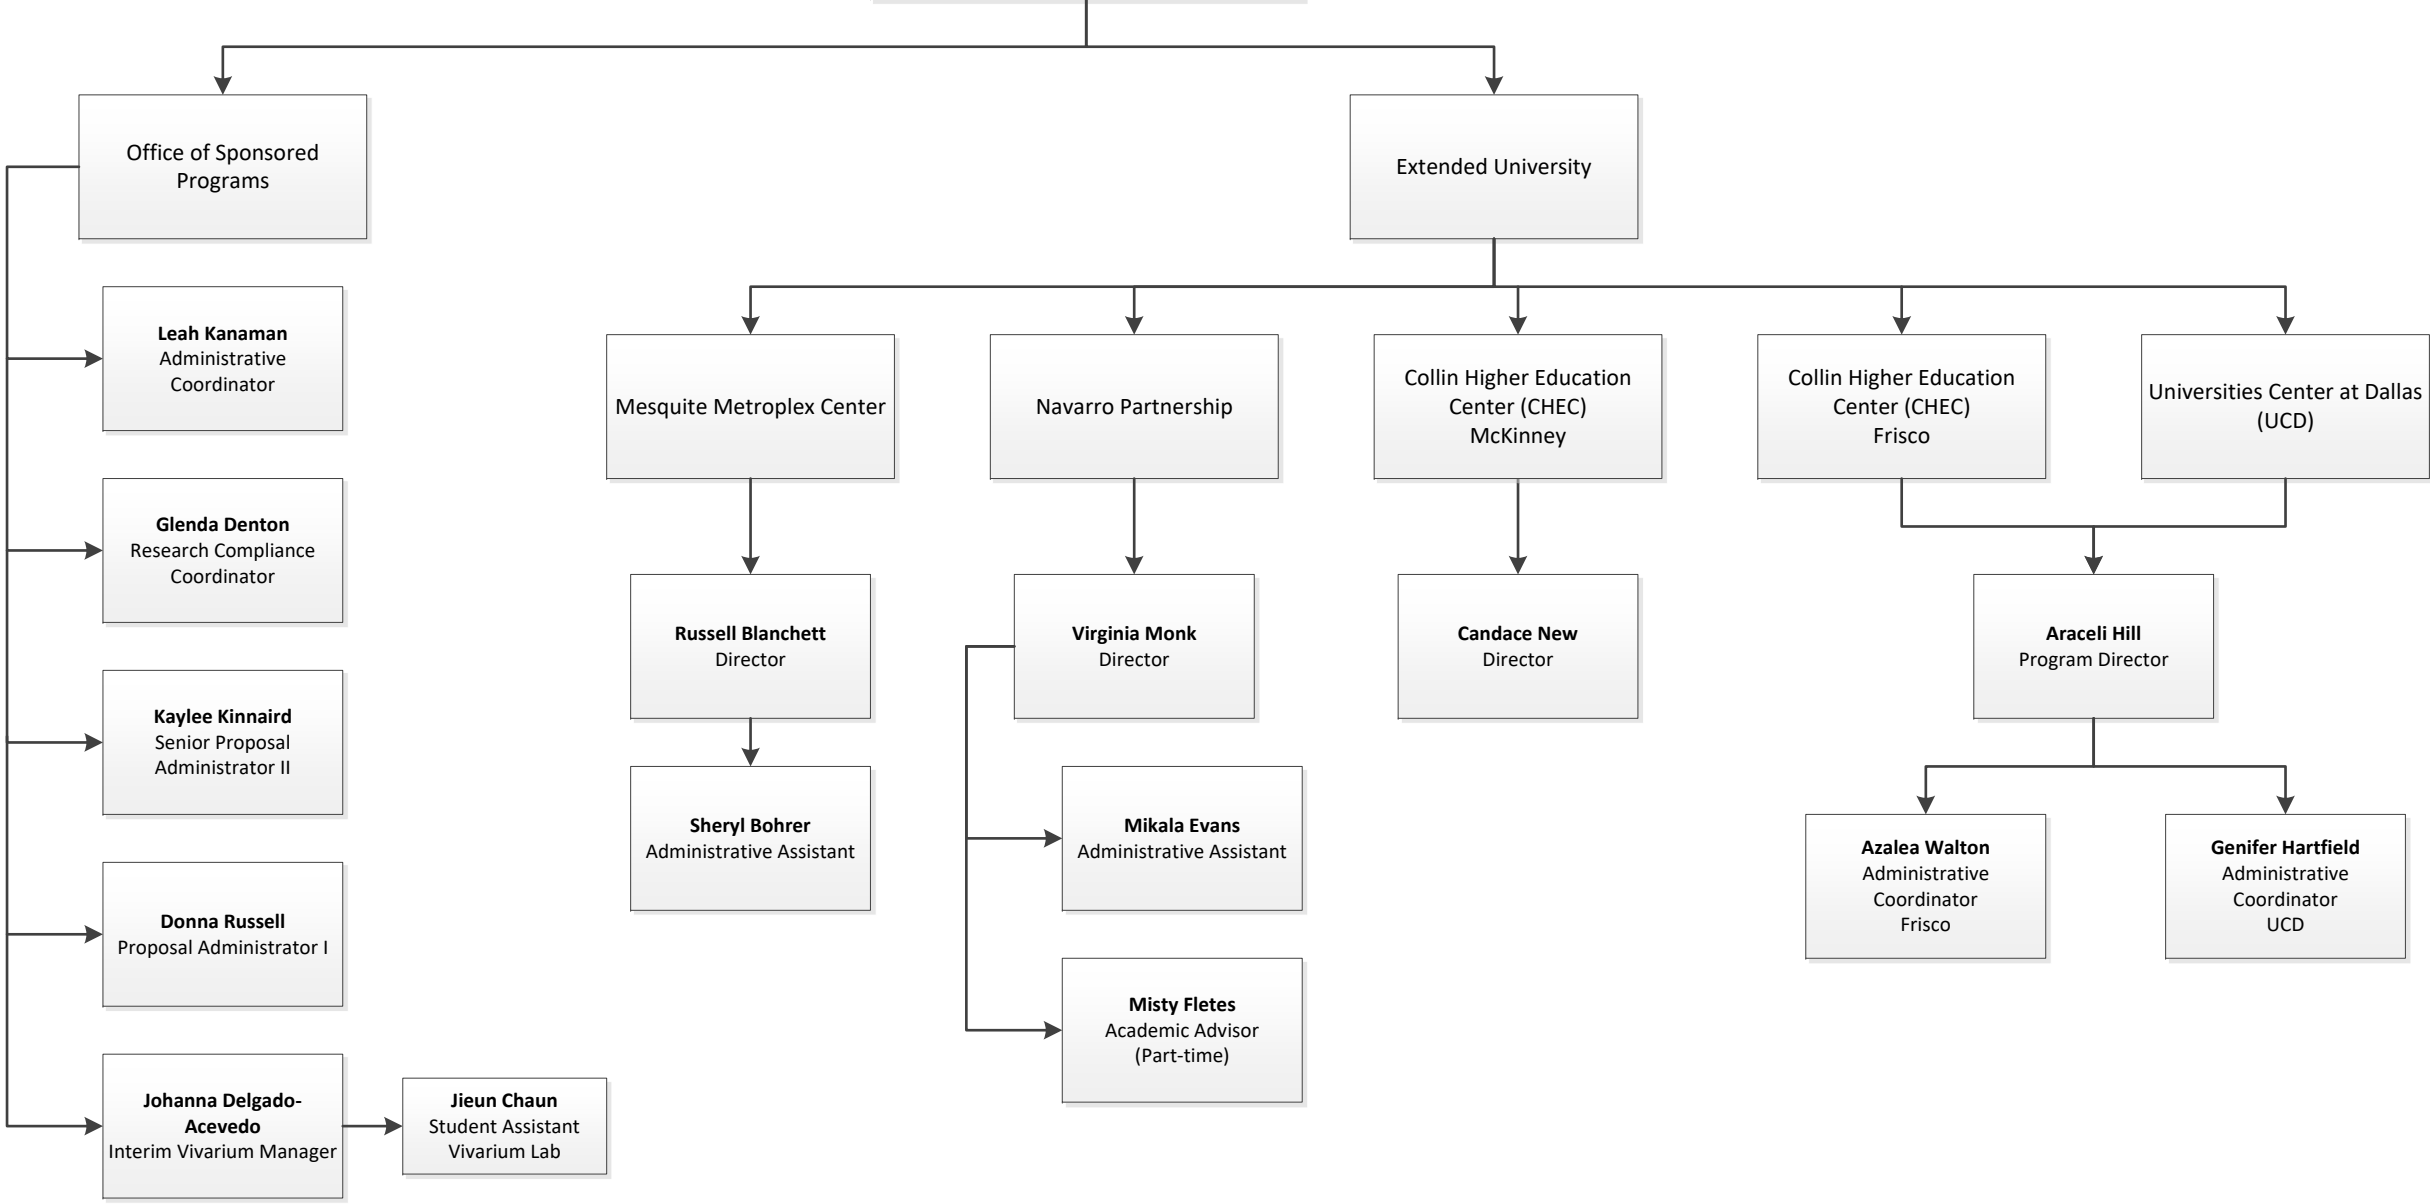 Office of Sponsored
Programs
Extended University
Leah Kanaman
Administrative
Coordinator
Glenda Denton
Research Compliance
Coordinator
Kaylee Kinnaird
Senior Proposal
Administrator II
Donna Russell
Proposal Administrator I
Johanna Delgado-
Acevedo
Interim Vivarium Manager
Jieun Chaun
Student Assistant
Vivarium Lab
Mesquite Metroplex Center
Russell Blanchett
Director
Sheryl Bohrer
Administrative Assistant
Navarro Partnership
Virginia Monk
Director
Mikala Evans
Administrative Assistant
Misty Fletes
Academic Advisor
(Part-time)
Collin Higher Education
Center (CHEC)
McKinney
Candace New
Director
Collin Higher Education
Center (CHEC)
Frisco
Universities Center at Dallas
(UCD)
Araceli Hill
Program Director
Azalea Walton
Administrative
Coordinator
Frisco
Genifer Hartfield
Administrative
Coordinator
UCD